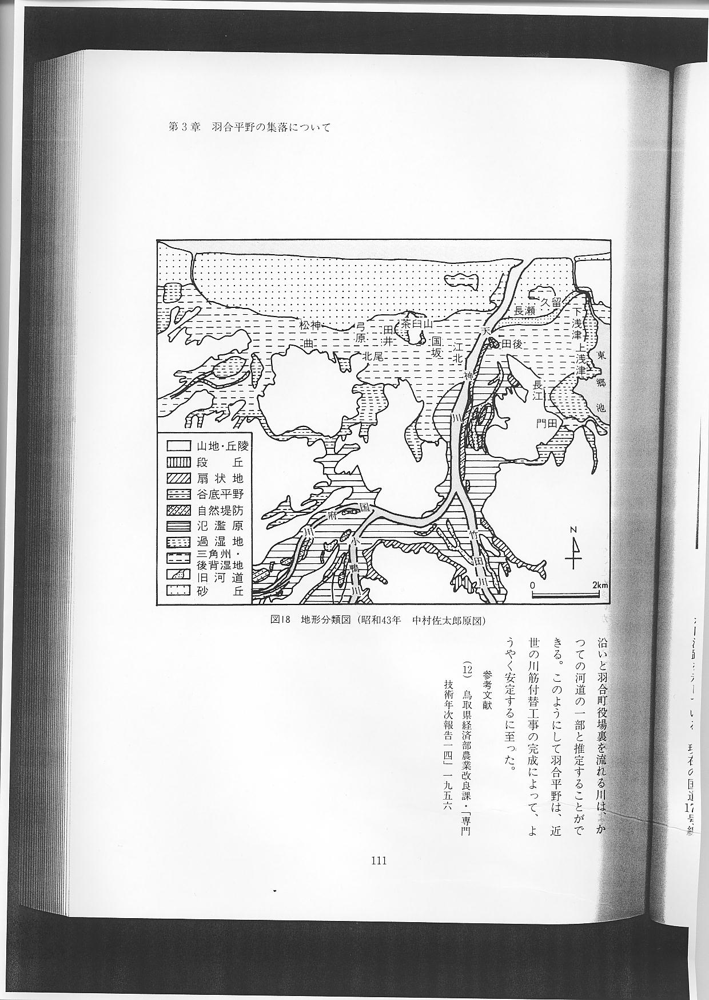 第3章　羽合平野の集落について
久留
長瀬
下浅津
松神
弓原
田井
茶臼山
国坂
江北
天神川
田後
上浅津
東郷池
曲
北尾
長江
門田
山地・丘陵
段丘
扇状地
谷底平野
自然堤防
氾濫原
過湿地
三角州・
後背湿地
旧河道
砂丘
国府川
小鴨川
竹田川
N
0
2km
図18　地形分類図（昭和43年　中村佐太郎原図）
沿いと羽合町役場裏を流れる川は、か
つての河道の一部と推定することがで
きる。このようにして羽合平野は、近
世の川筋付替工事の完成によって、よ
うやく安定するに至った。
参考文献
(12)　鳥取県経済部農業改良課・「専門
技術年次報告一四」一九五六
111